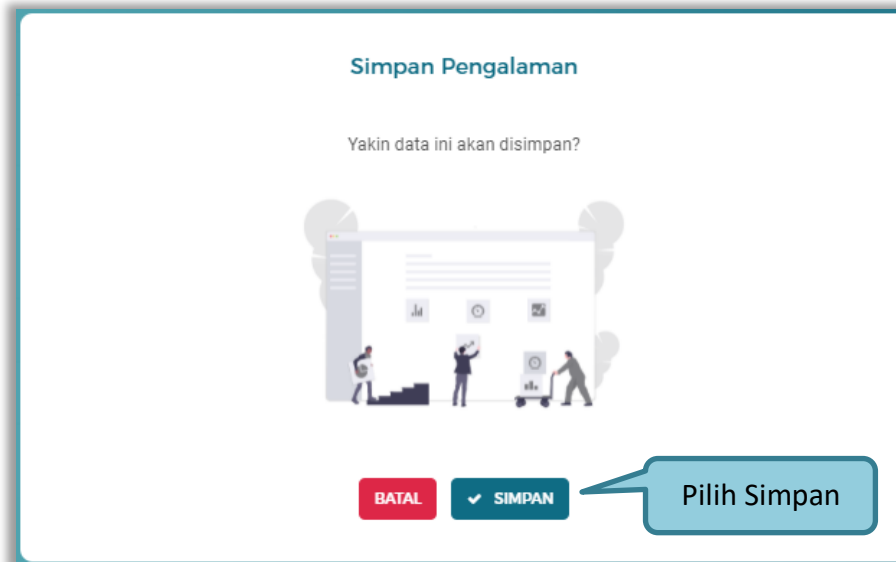 Simpan Pengalaman
Yakin data ini akan disimpan?
BATAL
SIMPAN
Pilih Simpan